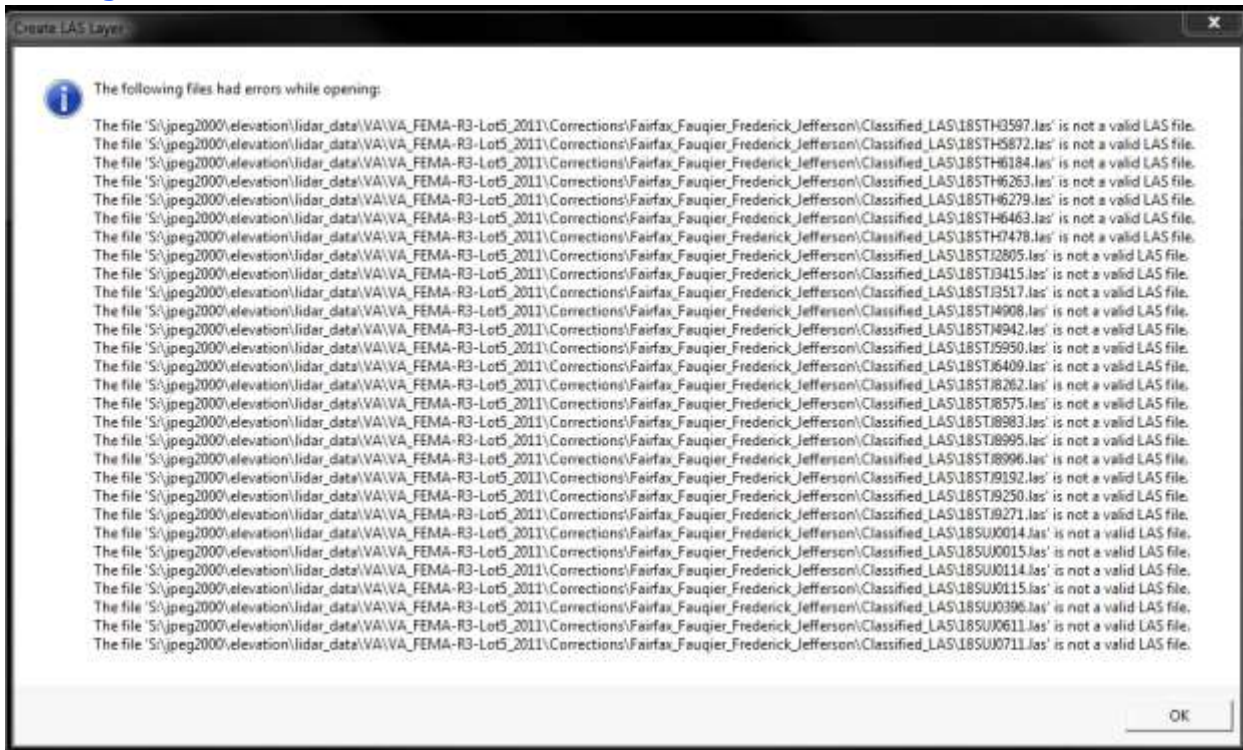 Create LAS Layer
The following files had errors while opening:
The file 'S:\jpeg2000\elevation\lidar_data\VA\VA_FEMA-R3-Lot5_2011\Corrections\Fairfax_Fauqier_Frederick_Jefferson\Classified_LAS\18STH3597.las' is not a valid LAS file.
The file 'S:\jpeg2000\elevation\lidar_data\VA\VA_FEMA-R3-Lot5_2011\Corrections\Fairfax_Fauqier_Frederick_Jefferson\Classified_LAS\18STH5872.las' is not a valid LAS file.
The file 'S:\jpeg2000\elevation\lidar_data\VA\VA_FEMA-R3-Lot5_2011\Corrections\Fairfax_Fauqier_Frederick_Jefferson\Classified_LAS\18STH6184.las' is not a valid LAS file.
The file 'S:\jpeg2000\elevation\lidar_data\VA\VA_FEMA-R3-Lot5_2011\Corrections\Fairfax_Fauqier_Frederick_Jefferson\Classified_LAS\18STH6263.las' is not a valid LAS file.
The file 'S:\jpeg2000\elevation\lidar_data\VA\VA_FEMA-R3-Lot5_2011\Corrections\Fairfax_Fauqier_Frederick_Jefferson\Classified_LAS\18STH6279.las' is not a valid LAS file.
The file 'S:\jpeg2000\elevation\lidar_data\VA\VA_FEMA-R3-Lot5_2011\Corrections\Fairfax_Fauqier_Frederick_Jefferson\Classified_LAS\18STH6463.las' is not a valid LAS file.
The file 'S:\jpeg2000\elevation\lidar_data\VA\VA_FEMA-R3-Lot5_2011\Corrections\Fairfax_Fauqier_Frederick_Jefferson\Classified_LAS\18STH7478.las' is not a valid LAS file.
The file 'S:\jpeg2000\elevation\lidar_data\VA\VA_FEMA-R3-Lot5_2011\Corrections\Fairfax_Fauqier_Frederick_Jefferson\Classified_LAS\18STJ2805.las' is not a valid LAS file.
The file 'S:\jpeg2000\elevation\lidar_data\VA\VA_FEMA-R3-Lot5_2011\Corrections\Fairfax_Fauqier_Frederick_Jefferson\Classified_LAS\18STJ3415.las' is not a valid LAS file.
The file 'S:\jpeg2000\elevation\lidar_data\VA\VA_FEMA-R3-Lot5_2011\Corrections\Fairfax_Fauqier_Frederick_Jefferson\Classified_LAS\18STJ3517.las' is not a valid LAS file.
The file 'S:\jpeg2000\elevation\lidar_data\VA\VA_FEMA-R3-Lot5_2011\Corrections\Fairfax_Fauqier_Frederick_Jefferson\Classified_LAS\18STJ4908.las' is not a valid LAS file.
The file 'S:\jpeg2000\elevation\lidar_data\VA\VA_FEMA-R3-Lot5_2011\Corrections\Fairfax_Fauqier_Frederick_Jefferson\Classified_LAS\18STJ4942.las' is not a valid LAS file.
The file 'S:\jpeg2000\elevation\lidar_data\VA\VA_FEMA-R3-Lot5_2011\Corrections\Fairfax_Fauqier_Frederick_Jefferson\Classified_LAS\18STJ5950.las' is not a valid LAS file.
The file 'S:\jpeg2000\elevation\lidar_data\VA\VA_FEMA-R3-Lot5_2011\Corrections\Fairfax_Fauqier_Frederick_Jefferson\Classified_LAS\18STJ6409.las' is not a valid LAS file.
The file 'S:\jpeg2000\elevation\lidar_data\VA\VA_FEMA-R3-Lot5_2011\Corrections\Fairfax_Fauqier_Frederick_Jefferson\Classified_LAS\18STJ8262.las' is not a valid LAS file.
The file 'S:\jpeg2000\elevation\lidar_data\VA\VA_FEMA-R3-Lot5_2011\Corrections\Fairfax_Fauqier_Frederick_Jefferson\Classified_LAS\18STJ8575.las' is not a valid LAS file.
The file 'S:\jpeg2000\elevation\lidar_data\VA\VA_FEMA-R3-Lot5_2011\Corrections\Fairfax_Fauqier_Frederick_Jefferson\Classified_LAS\18STJ8983.las' is not a valid LAS file.
The file 'S:\jpeg2000\elevation\lidar_data\VA\VA_FEMA-R3-Lot5_2011\Corrections\Fairfax_Fauqier_Frederick_Jefferson\Classified_LAS\18STJ8995.las' is not a valid LAS file.
The file 'S:\jpeg2000\elevation\lidar_data\VA\VA_FEMA-R3-Lot5_2011\Corrections\Fairfax_Fauqier_Frederick_Jefferson\Classified_LAS\18STJ8996.las' is not a valid LAS file.
The file 'S:\jpeg2000\elevation\lidar_data\VA\VA_FEMA-R3-Lot5_2011\Corrections\Fairfax_Fauqier_Frederick_Jefferson\Classified_LAS\18STJ9192.las' is not a valid LAS file.
The file 'S:\jpeg2000\elevation\lidar_data\VA\VA_FEMA-R3-Lot5_2011\Corrections\Fairfax_Fauqier_Frederick_Jefferson\Classified_LAS\18STJ9250.las' is not a valid LAS file.
The file 'S:\jpeg2000\elevation\lidar_data\VA\VA_FEMA-R3-Lot5_2011\Corrections\Fairfax_Fauqier_Frederick_Jefferson\Classified_LAS\18STJ9271.las' is not a valid LAS file.
The file 'S:\jpeg2000\elevation\lidar_data\VA\VA_FEMA-R3-Lot5_2011\Corrections\Fairfax_Fauqier_Frederick_Jefferson\Classified_LAS\18SUJ0014.las' is not a valid LAS file.
The file 'S:\jpeg2000\elevation\lidar_data\VA\VA_FEMA-R3-Lot5_2011\Corrections\Fairfax_Fauqier_Frederick_Jefferson\Classified_LAS\18SUJ0015.las' is not a valid LAS file.
The file 'S:\jpeg2000\elevation\lidar_data\VA\VA_FEMA-R3-Lot5_2011\Corrections\Fairfax_Fauqier_Frederick_Jefferson\Classified_LAS\18SUJ0114.las' is not a valid LAS file.
The file 'S:\jpeg2000\elevation\lidar_data\VA\VA_FEMA-R3-Lot5_2011\Corrections\Fairfax_Fauqier_Frederick_Jefferson\Classified_LAS\18SUJ0115.las' is not a valid LAS file.
The file 'S:\jpeg2000\elevation\lidar_data\VA\VA_FEMA-R3-Lot5_2011\Corrections\Fairfax_Fauqier_Frederick_Jefferson\Classified_LAS\18SUJ0396.las' is not a valid LAS file.
The file 'S:\jpeg2000\elevation\lidar_data\VA\VA_FEMA-R3-Lot5_2011\Corrections\Fairfax_Fauqier_Frederick_Jefferson\Classified_LAS\18SUJ0611.las' is not a valid LAS file.
The file 'S:\jpeg2000\elevation\lidar_data\VA\VA_FEMA-R3-Lot5_2011\Corrections\Fairfax_Fauqier_Frederick_Jefferson\Classified_LAS\18SUJ0711.las' is not a valid LAS file.
OK